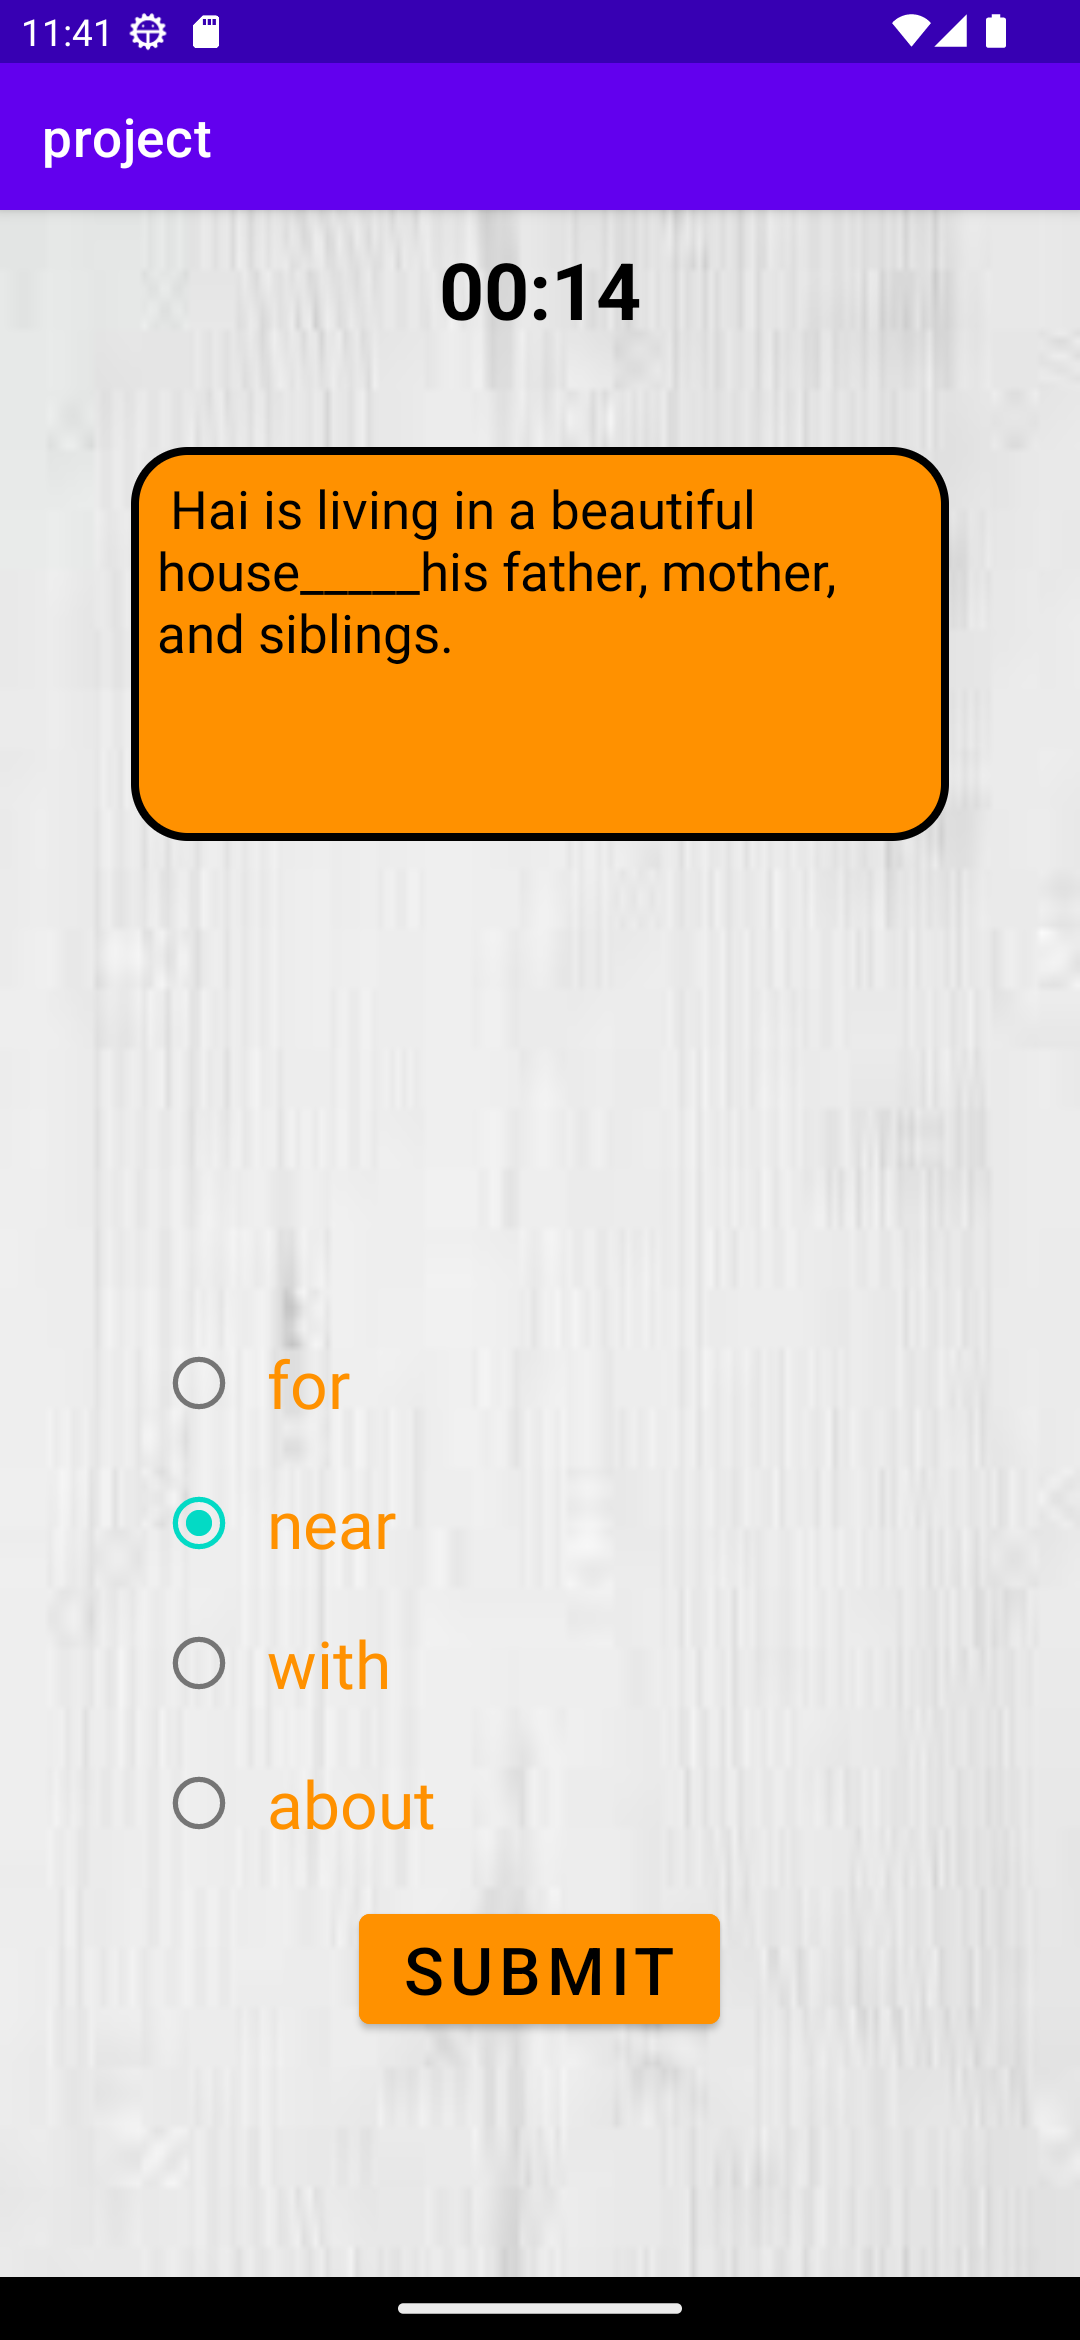 11:41
project
00:14
Hai is living in a beautiful
house_____his father, mother,
and siblings.
for
near
with
about
SUBMIT